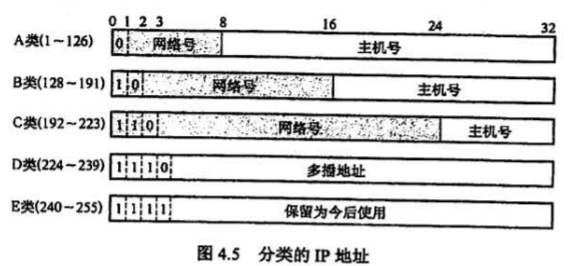 0 1 2 3 8 16 24 32
A类(1～126) 0 网络号 主机号
B类(128～191) 1 0 网络号 主机号
C类(192～223) 1 1 0 网络号 主机号
D类(224～239) 1 1 1 0 多播地址
E类(240～255) 1 1 1 1 保留为今后使用
图 4.5 分类的 IP 地址